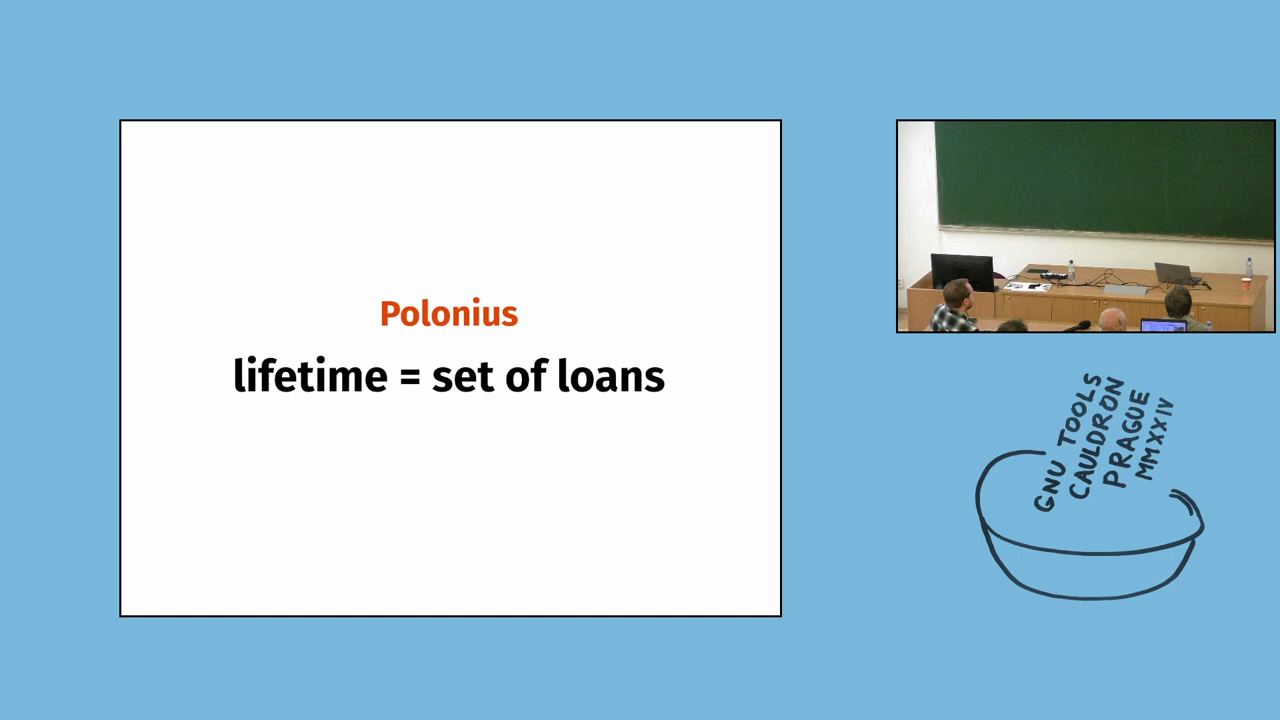 Polonius
lifetime = set of loans
GNU TOOLS
CAULDRON
PRAGUE
MMXXIV